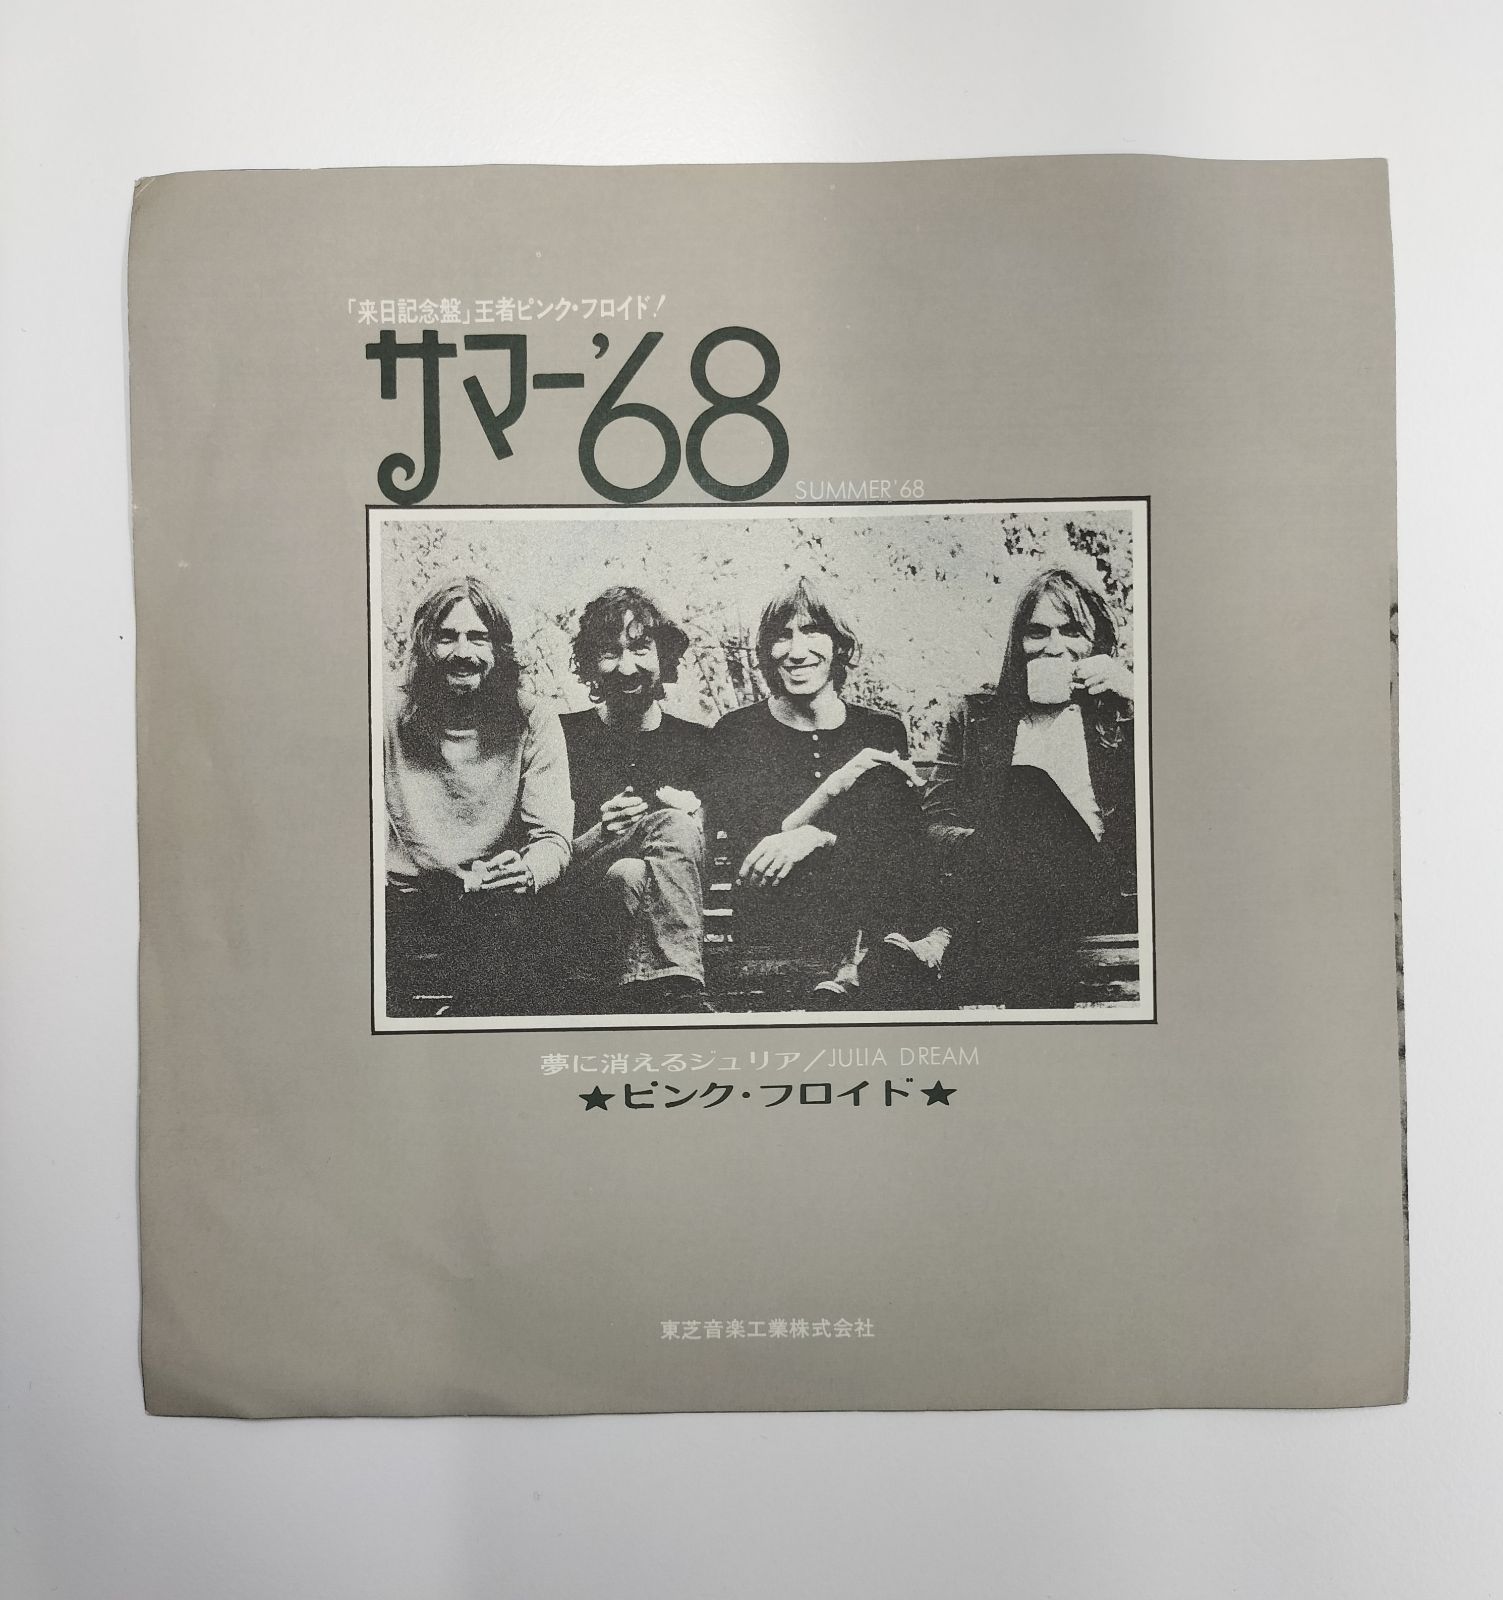 「来日記念盤」王者ピンク・フロイド!
サマー'68
SUMMER'68
夢に消えるジュリア/JULIA DREAM
★ピンク・フロイド★
東芝音楽工業株式会社